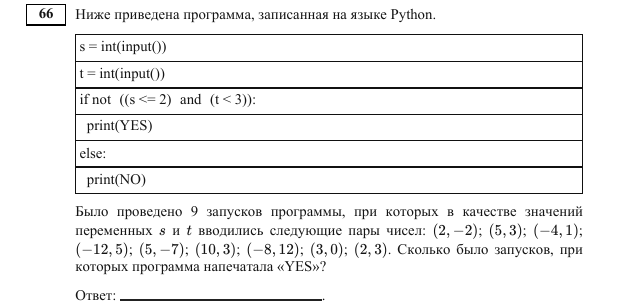 66 Ниже приведена программа, записанная на языке Python.
s = int(input())
t = int(input())
if not ((s <= 2) and (t < 3)):
print(YES)
else:
print(NO)
Было проведено 9 запусков программы, при которых в качестве значений
переменных s и t вводились следующие пары чисел: (2, −2); (5, 3); (−4, 1);
(−12, 5); (5, −7); (10, 3); (−8, 12); (3, 0); (2, 3). Сколько было запусков, при
которых программа напечатала «YES»?
Ответ: ____________________.